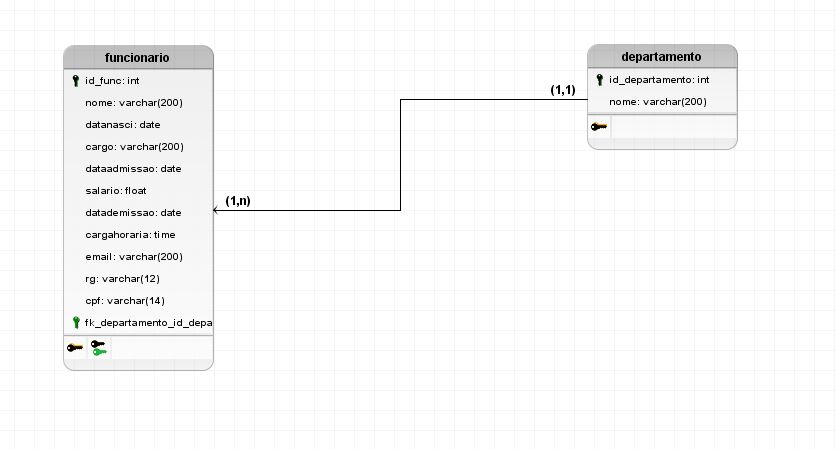 funcionario
id_func: int
nome: varchar(200)
datanasci: date
cargo: varchar(200)
dataadmissao: date
salario: float
datademissao: date
cargahoraria: time
email: varchar(200)
rg: varchar(12)
cpf: varchar(14)
fk_departamento_id_depa
(1,n)
(1,1)
departamento
id_departamento: int
nome: varchar(200)